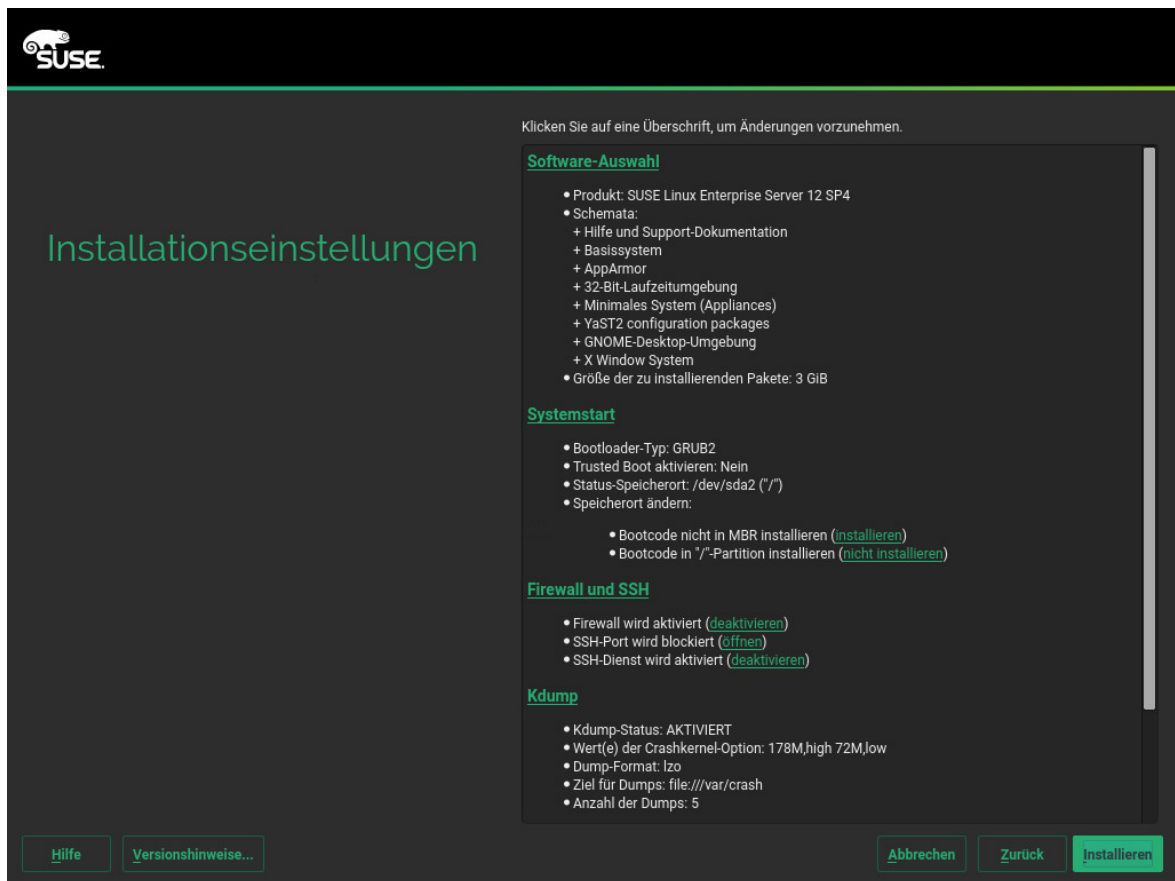 SUSE.
Klicken Sie auf eine Überschrift, um Änderungen vorzunehmen.
Installationseinstellungen
Software-Auswahl
• Produkt: SUSE Linux Enterprise Server 12 SP4
• Schemata:
+ Hilfe und Support-Dokumentation
+ Basissystem
+ AppArmor
+ 32-Bit-Laufzeitumgebung
+ Minimales System (Appliances)
+ YaST2 configuration packages
+ GNOME-Desktop-Umgebung
+ X Window System
• Größe der zu installierenden Pakete: 3 GiB
Systemstart
• Bootloader-Typ: GRUB2
• Trusted Boot aktivieren: Nein
• Status-Speicherort: /dev/sda2 ("/")
• Speicherort ändern:
• Bootcode nicht in MBR installieren (installieren)
• Bootcode in "/"-Partition installieren (nicht installieren)
Firewall und SSH
• Firewall wird aktiviert (deaktivieren)
• SSH-Port wird blockiert (öffnen)
• SSH-Dienst wird aktiviert (deaktivieren)
Kdump
• Kdump-Status: AKTIVIERT
• Wert(e) der Crashkernel-Option: 178M,high 72M,low
• Dump-Format: lzo
• Ziel für Dumps: file:///var/crash
• Anzahl der Dumps: 5
Hilfe
Versionshinweise...
Abbrechen
Zurück
Installieren